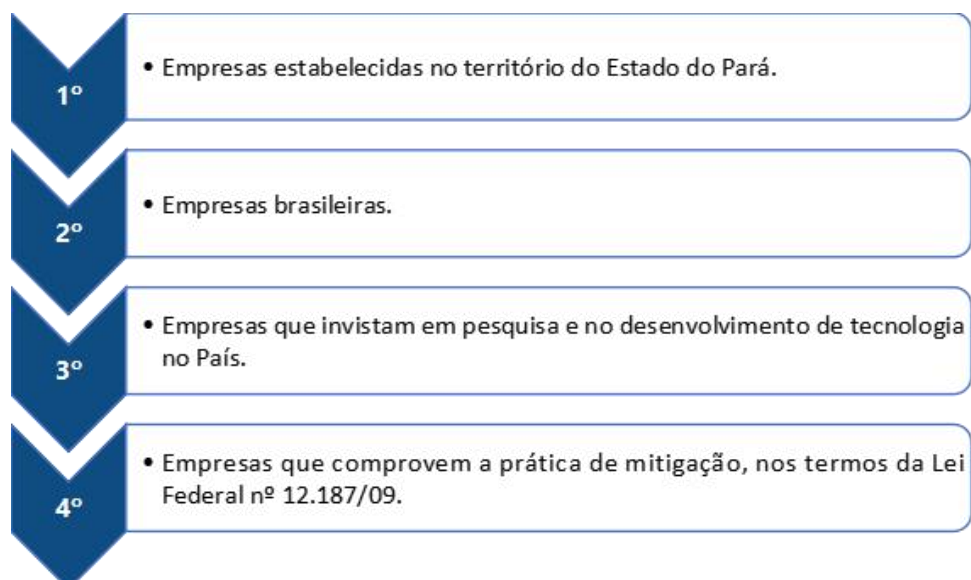 1º
• Empresas estabelecidas no território do Estado do Pará.
2º
• Empresas brasileiras.
3º
• Empresas que invistam em pesquisa e no desenvolvimento de tecnologia
no País.
4º
• Empresas que comprovem a prática de mitigação, nos termos da Lei
Federal nº 12.187/09.